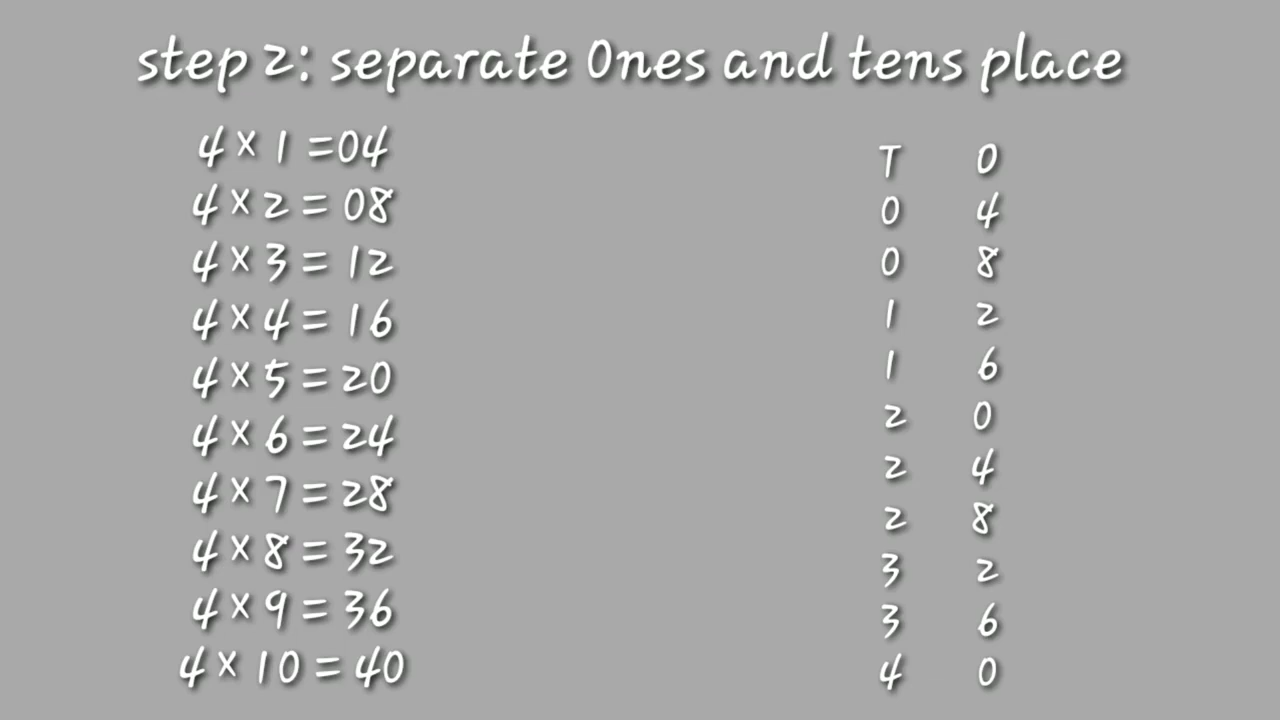 step 2: separate Ones and tens place
4 × 1 =04
4 × 2 = 08
4 × 3 = 12
4 × 4 = 16
4 × 5 = 20
4 × 6 = 24
4 × 7 = 28
4 × 8 = 32
4 × 9 = 36
4 × 10 = 40
T O
0 4
0 8
1 2
1 6
2 0
2 4
2 8
3 2
3 6
4 0